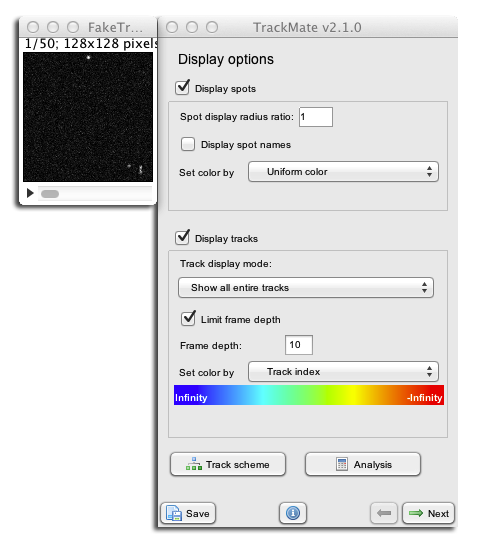 FakeTr...
1/50; 128x128 pixels
TrackMate v2.1.0
Display options
Display spots
Spot display radius ratio: 1
Display spot names
Set color by Uniform color
Display tracks
Track display mode:
Show all entire tracks
Limit frame depth
Frame depth: 10
Set color by Track index
Infinity -Infinity
Track scheme Analysis
Save Next